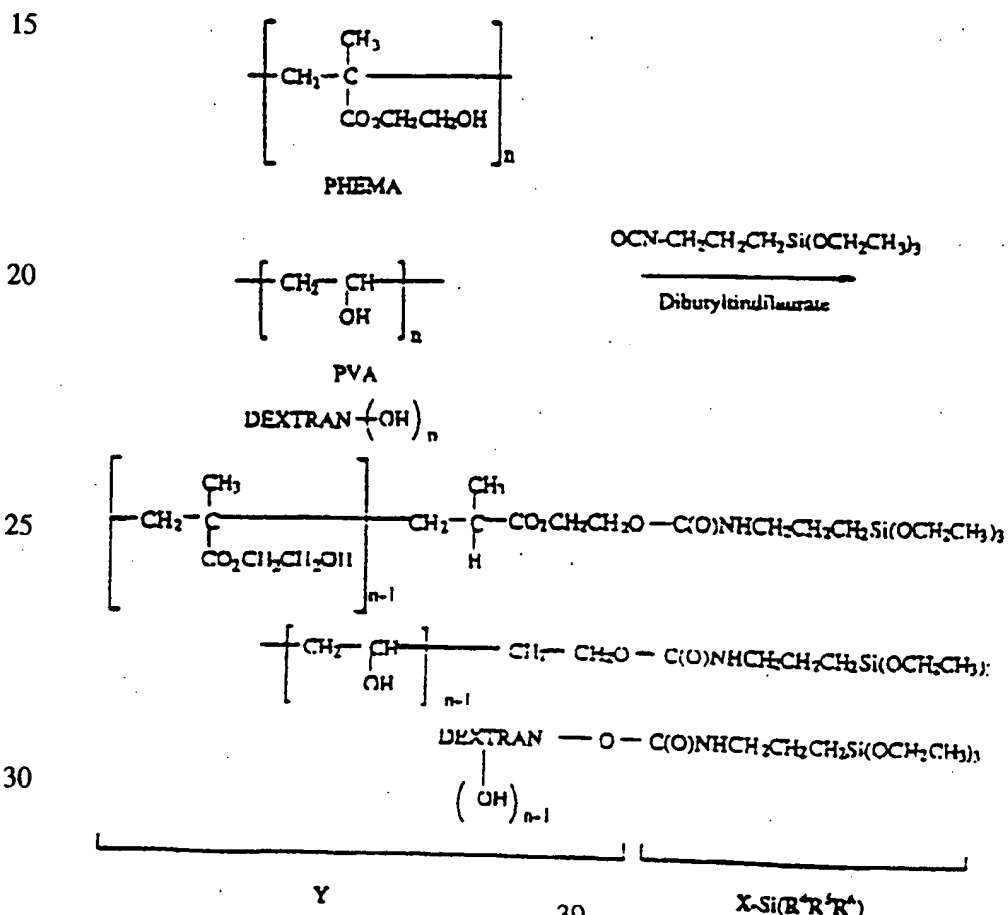 15
CH₃
CH₂ C
CO₂CH₂CH₂OH
n
PHEMA
OCN-CH₂CH₂CH₂Si(OCH₂CH₃)₃
20
CH₂ CH
OH
n
Dibutyltindilaurate
PVA
DEXTRAN (OH)n
CH₃ CH₃
25
CH₂ C CH₂ C CO₂CH₂CH₂O — C(O)NHCH₂CH₂CH₂Si(OCH₂CH₃)₃
CO₂CH₂CH₂OH H
n-1
CH₂ CH CH₂ CH₂O — C(O)NHCH₂CH₂CH₂Si(OCH₂CH₃)
OH
n-1
DEXTRAN — O — C(O)NHCH₂CH₂CH₂Si(OCH₂CH₃)₃
30
(OH)n-1
Y X-Si(R⁴R⁵R⁶)